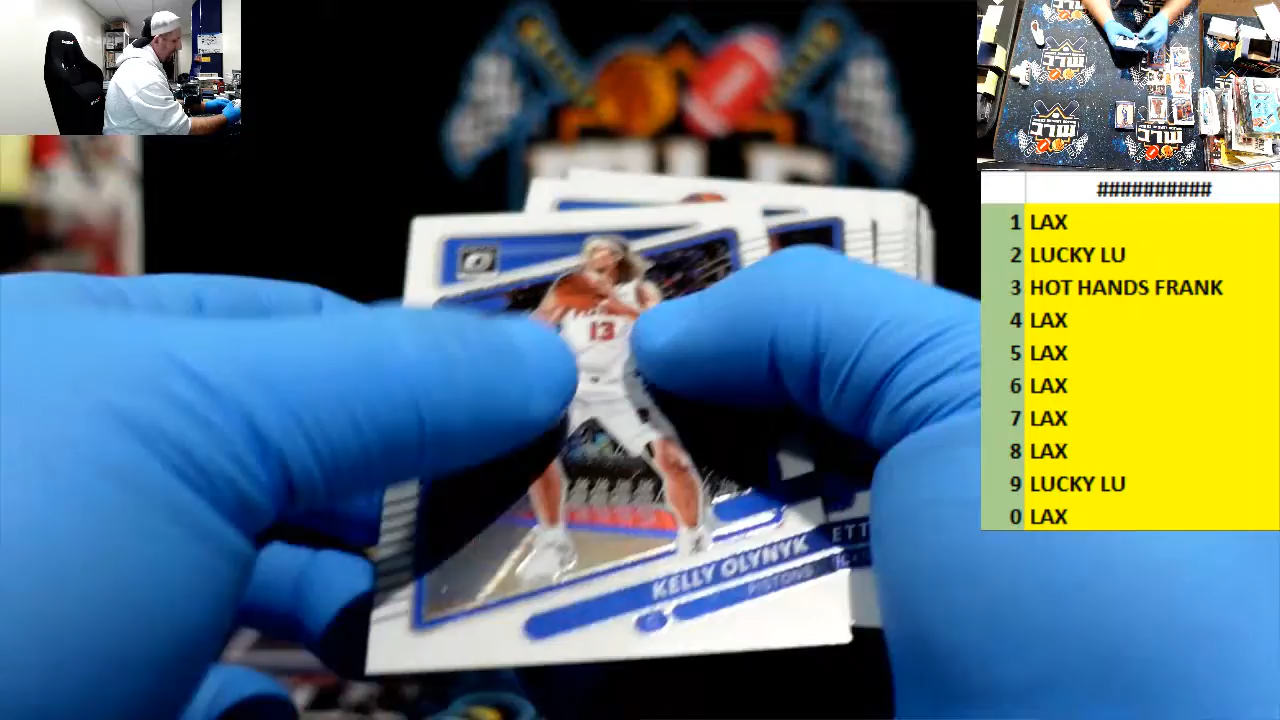 ##########
1 LAX
2 LUCKY LU
3 HOT HANDS FRANK
4 LAX
5 LAX
6 LAX
7 LAX
8 LAX
9 LUCKY LU
0 LAX
13
KELLY OLYNYK
PISTONS
ETT